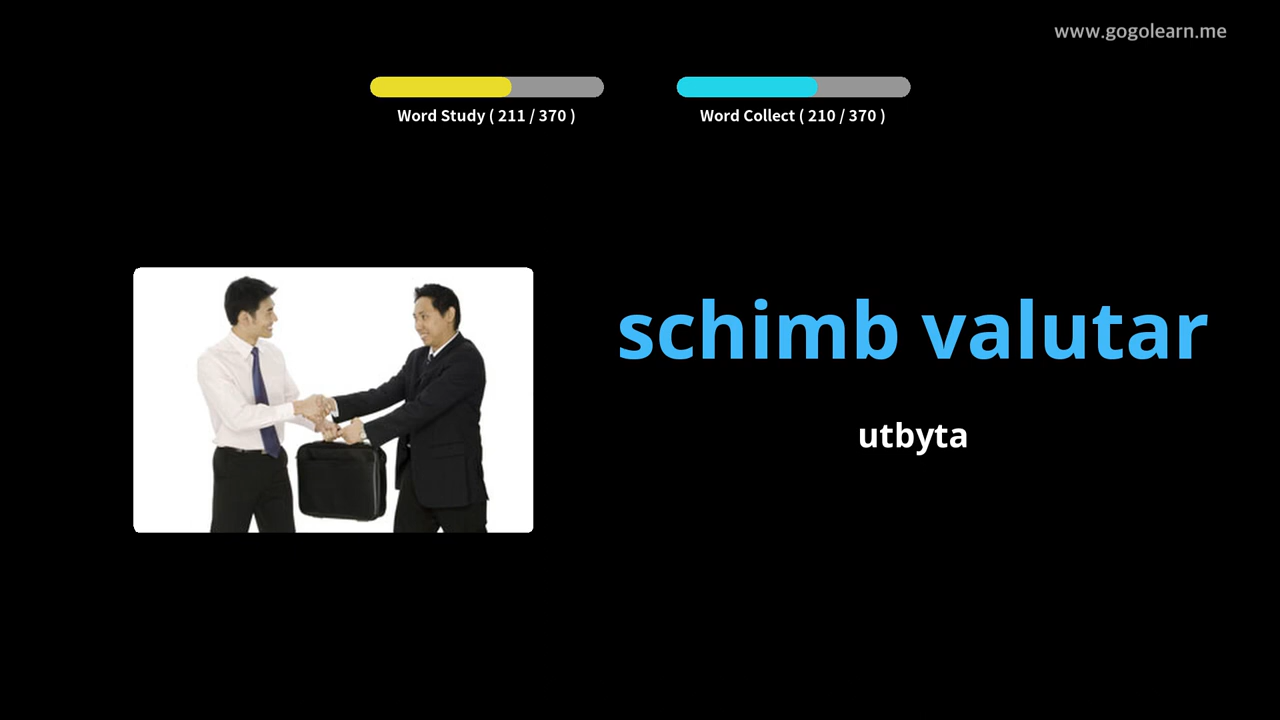 www.gogolearn.me
Word Study ( 211 / 370 )
Word Collect ( 210 / 370 )
schimb valutar
utbyta